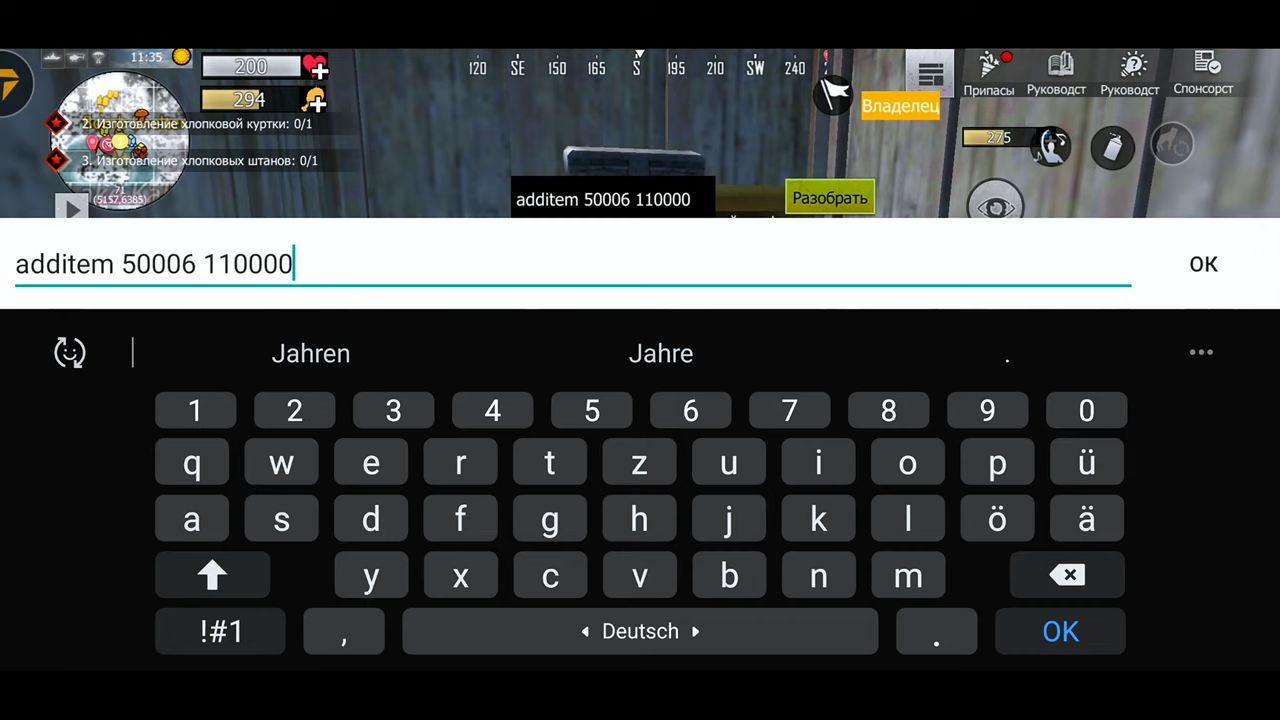 11:35
200
294
120 SE 150 165 S 195 210 SW 240
Припасы
Руководст
Руководст
Спонсорст
Владелец
275
2. Изготовление хлопковой куртки: 0/1
3. Изготовление хлопковых штанов: 0/1
21
(5157,6385)
additem 50006 110000
Разобрать
additem 50006 110000
ОК
Jahren
Jahre
.
1 2 3 4 5 6 7 8 9 0
q w e r t z u i o p ü
a s d f g h j k l ö ä
y x c v b n m
!#1 , Deutsch . OK